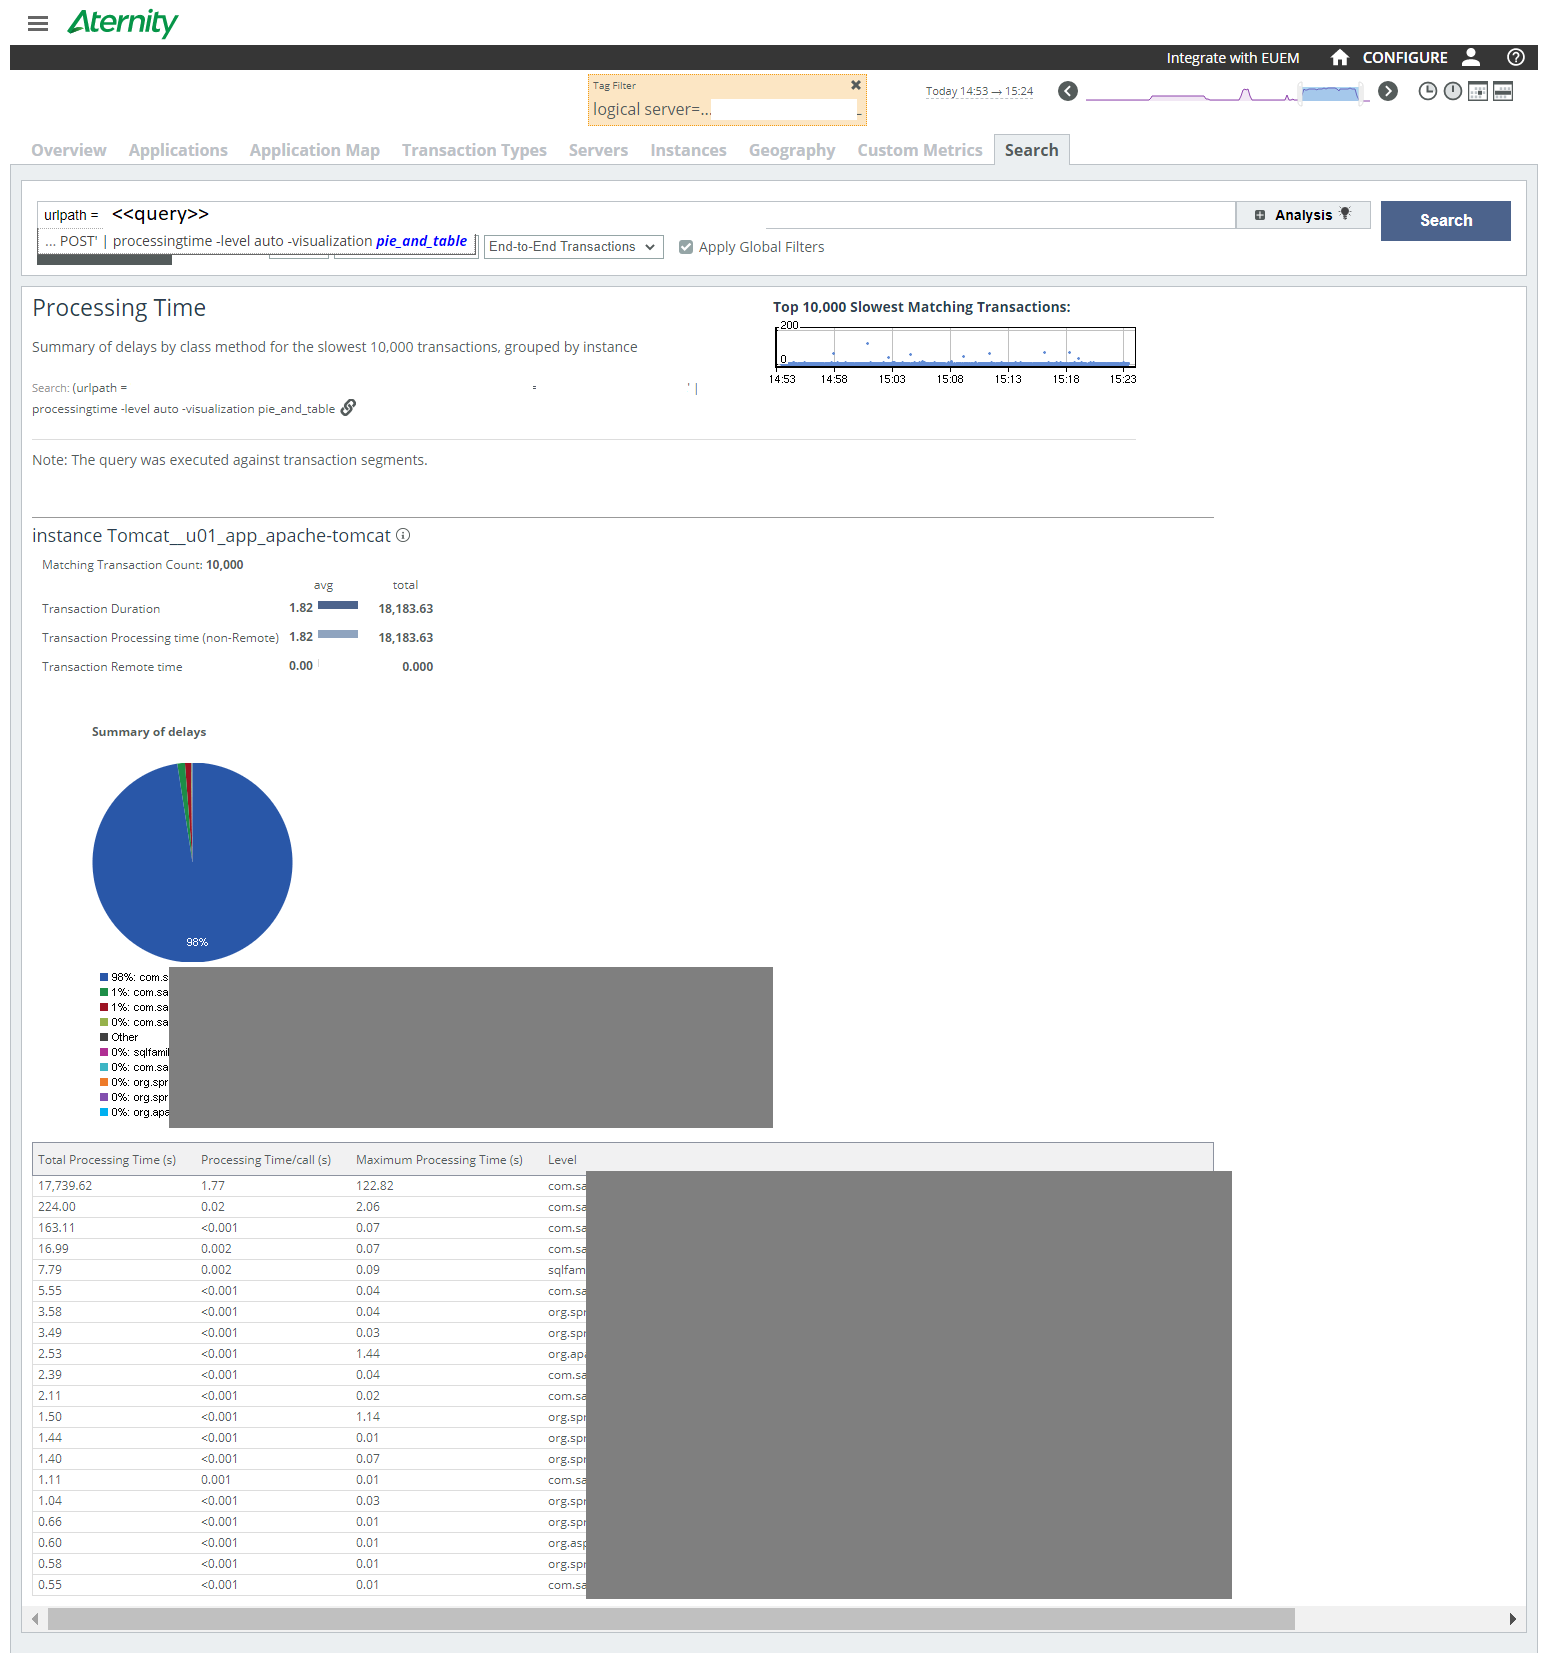 Aternity
Integrate with EUEM CONFIGURE
Tag Filter
logical server=...
Today 14:53 → 15:24
Overview Applications Application Map Transaction Types Servers Instances Geography Custom Metrics Search
urlpath = <<query>>
Analysis
Search
... POST' | processingtime -level auto -visualization pie_and_table
End-to-End Transactions
Apply Global Filters
Processing Time
Summary of delays by class method for the slowest 10,000 transactions, grouped by instance
Search: (urlpath = = ' |
processingtime -level auto -visualization pie_and_table
Top 10,000 Slowest Matching Transactions:
200
0
14:53 14:58 15:03 15:08 15:13 15:18 15:23
Note: The query was executed against transaction segments.
instance Tomcat__u01_app_apache-tomcat
Matching Transaction Count: 10,000
avg total
Transaction Duration 1.82 18,183.63
Transaction Processing time (non-Remote) 1.82 18,183.63
Transaction Remote time 0.00 0.000
Summary of delays
98%
98%: com.s
1%: com.sa
1%: com.sa
0%: com.sa
Other
0%: sqlfamil
0%: com.sa
0%: org.spr
0%: org.spr
0%: org.apa
Total Processing Time (s) Processing Time/call (s) Maximum Processing Time (s) Level
17,739.62 1.77 122.82 com.sa
224.00 0.02 2.06 com.sa
163.11 <0.001 0.07 com.sa
16.99 0.002 0.07 com.sa
7.79 0.002 0.09 sqlfam
5.55 <0.001 0.04 com.sa
3.58 <0.001 0.04 org.spr
3.49 <0.001 0.03 org.spr
2.53 <0.001 1.44 org.apa
2.39 <0.001 0.04 com.sa
2.11 <0.001 0.02 com.sa
1.50 <0.001 1.14 org.spr
1.44 <0.001 0.01 org.spr
1.40 <0.001 0.07 org.spr
1.11 0.001 0.01 com.sa
1.04 <0.001 0.03 org.spr
0.66 <0.001 0.01 org.spr
0.60 <0.001 0.01 org.asp
0.58 <0.001 0.01 org.spr
0.55 <0.001 0.01 com.sa